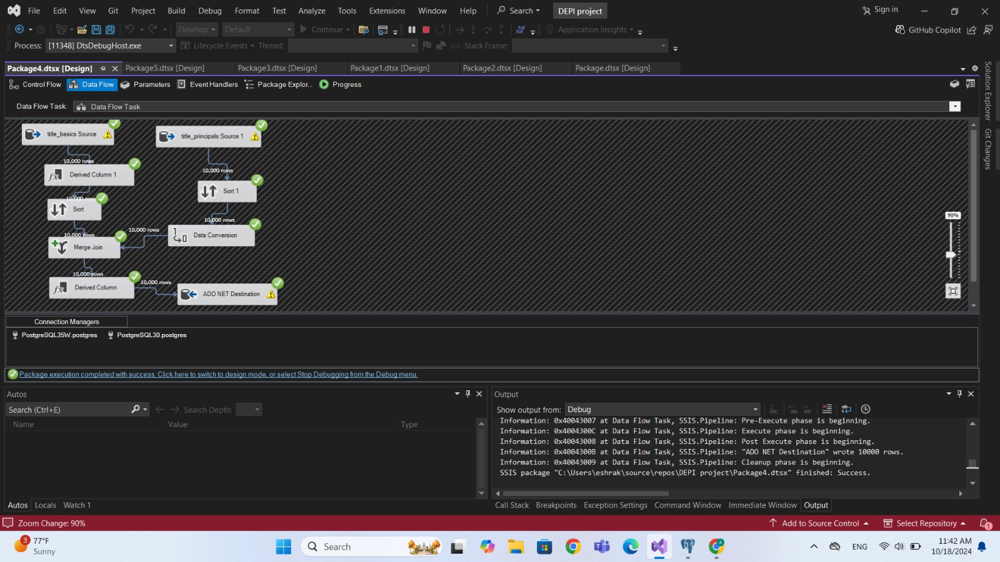 File Edit View Git Project Build Debug Format Test Analyze Tools Extensions Window Help Search DEPI project Sign in
Develop Default Continue Application Insights GitHub Copilot
Process: [11348] DtsDebugHost.exe Lifecycle Events Thread: Stack Frame:
Package4.dtsx [Design] Package5.dtsx [Design] Package3.dtsx [Design] Package1.dtsx [Design] Package2.dtsx [Design] Package.dtsx [Design]
Control Flow Data Flow Parameters Event Handlers Package Explor... Progress
Data Flow Task: Data Flow Task
Solution Explorer
Git Changes
title_basics Source
title_principals Source 1
10,000 rows
10,000 rows
Derived Column 1
Sort 1
10,000 rows
Sort
10,000 rows
10,000 rows
10,000 rows
Data Conversion
Merge Join
10,000 rows
10,000 rows
Derived Column
ADO NET Destination
90%
Connection Managers
PostgreSQL35W.postgres PostgreSQL30.postgres
Package execution completed with success. Click here to switch to design mode, or select Stop Debugging from the Debug menu.
Autos
Search (Ctrl+E) Search Depth:
Name Value Type
Autos Locals Watch 1
Output
Show output from: Debug
Information: 0x40043007 at Data Flow Task, SSIS.Pipeline: Pre-Execute phase is beginning.
Information: 0x4004300C at Data Flow Task, SSIS.Pipeline: Execute phase is beginning.
Information: 0x40043008 at Data Flow Task, SSIS.Pipeline: Post Execute phase is beginning.
Information: 0x4004300B at Data Flow Task, SSIS.Pipeline: "ADO NET Destination" wrote 10000 rows.
Information: 0x40043009 at Data Flow Task, SSIS.Pipeline: Cleanup phase is beginning.
SSIS package "C:\Users\eshrak\source\repos\DEPI project\Package4.dtsx" finished: Success.
Call Stack Breakpoints Exception Settings Command Window Immediate Window Output
Zoom Change: 90% Add to Source Control Select Repository 1
3 77°F
Sunny
Search
ENG
11:42 AM
10/18/2024